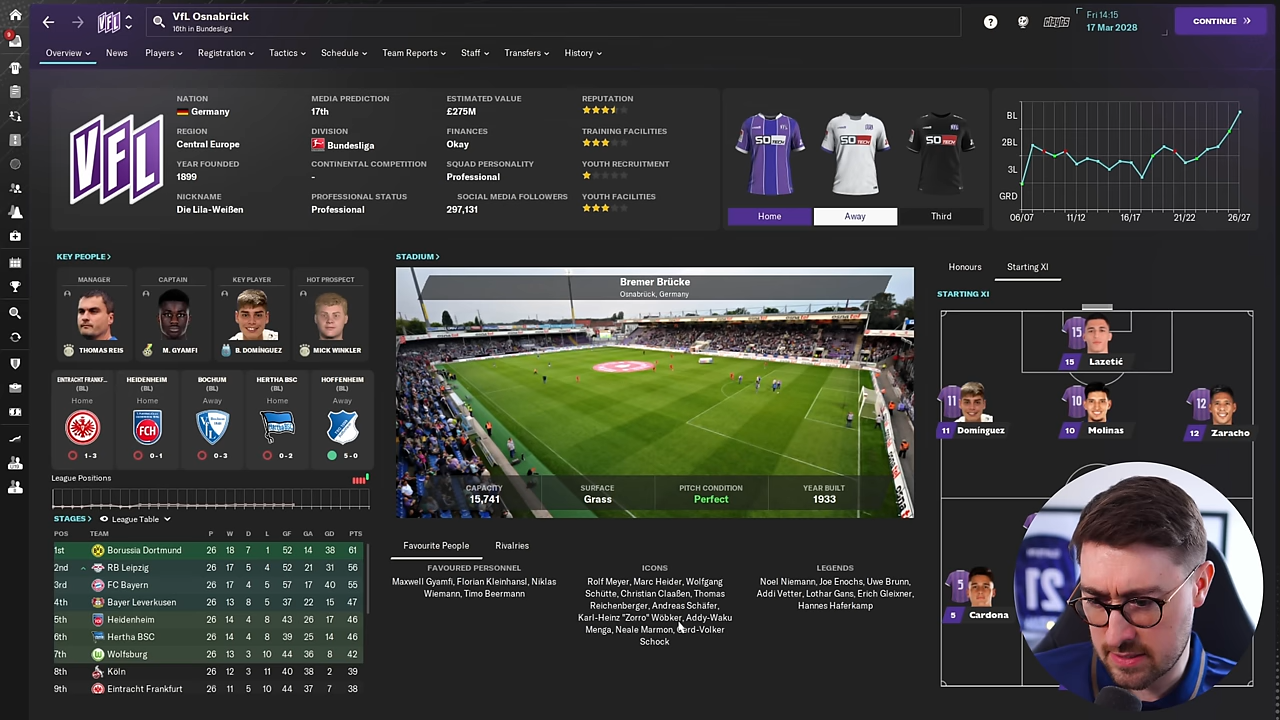 VfL Osnabrück
16th in Bundesliga
Fri 14:15
17 Mar 2028
CONTINUE
Overview
News
Players
Registration
Tactics
Schedule
Team Reports
Staff
Transfers
History
NATION
Germany
REGION
Central Europe
YEAR FOUNDED
1899
NICKNAME
Die Lila-Weißen
MEDIA PREDICTION
17th
DIVISION
Bundesliga
CONTINENTAL COMPETITION
-
PROFESSIONAL STATUS
Professional
ESTIMATED VALUE
£275M
FINANCES
Okay
SQUAD PERSONALITY
Professional
SOCIAL MEDIA FOLLOWERS
297,131
REPUTATION
TRAINING FACILITIES
YOUTH RECRUITMENT
YOUTH FACILITIES
VFL
Home
Away
Third
BL
2BL
3L
GRD
06/07
11/12
16/17
21/22
26/27
KEY PEOPLE
MANAGER
CAPTAIN
KEY PLAYER
HOT PROSPECT
THOMAS REIS
M. GYAMFI
B. DOMÍNGUEZ
MICK WINKLER
EINTRACHT FRANKF...
HEIDENHEIM
BOCHUM
HERTHA BSC
HOFFENHEIM
(BL)
(BL)
(BL)
(BL)
(BL)
Home
Home
Away
Home
Away
1-3
0-1
0-3
0-2
5-0
League Positions
STAGES
League Table
POS TEAM P W D L GF GA GD PTS
1st Borussia Dortmund 26 18 7 1 52 14 38 61
2nd RB Leipzig 26 17 5 4 52 21 31 56
3rd FC Bayern 26 17 4 5 57 17 40 55
4th Bayer Leverkusen 26 13 8 5 37 22 15 47
5th Heidenheim 26 14 4 8 43 26 17 46
6th Hertha BSC 26 14 4 8 39 25 14 46
7th Wolfsburg 26 13 3 10 44 36 8 42
8th Köln 26 12 3 11 40 38 2 39
9th Eintracht Frankfurt 26 11 5 10 44 37 7 38
STADIUM
Bremer Brücke
Osnabrück, Germany
CAPACITY
15,741
SURFACE
Grass
PITCH CONDITION
Perfect
YEAR BUILT
1933
Favourite People
Rivalries
FAVOURED PERSONNEL
Maxwell Gyamfi, Florian Kleinhansl, Niklas
Wiemann, Timo Beermann
ICONS
Rolf Meyer, Marc Heider, Wolfgang
Schütte, Christian Claaßen, Thomas
Reichenberger, Andreas Schäfer,
Karl-Heinz "Zorro" Wöbker, Addy-Waku
Menga, Neale Marmon, Gerd-Volker
Schock
LEGENDS
Noel Niemann, Joe Enochs, Uwe Brunn,
Addi Vetter, Lothar Gans, Erich Gleixner,
Hannes Haferkamp
Honours
Starting XI
STARTING XI
15
15 Lazetić
11
11 Domínguez
10
10 Molinas
12
12 Zaracho
5
5 Cardona
21